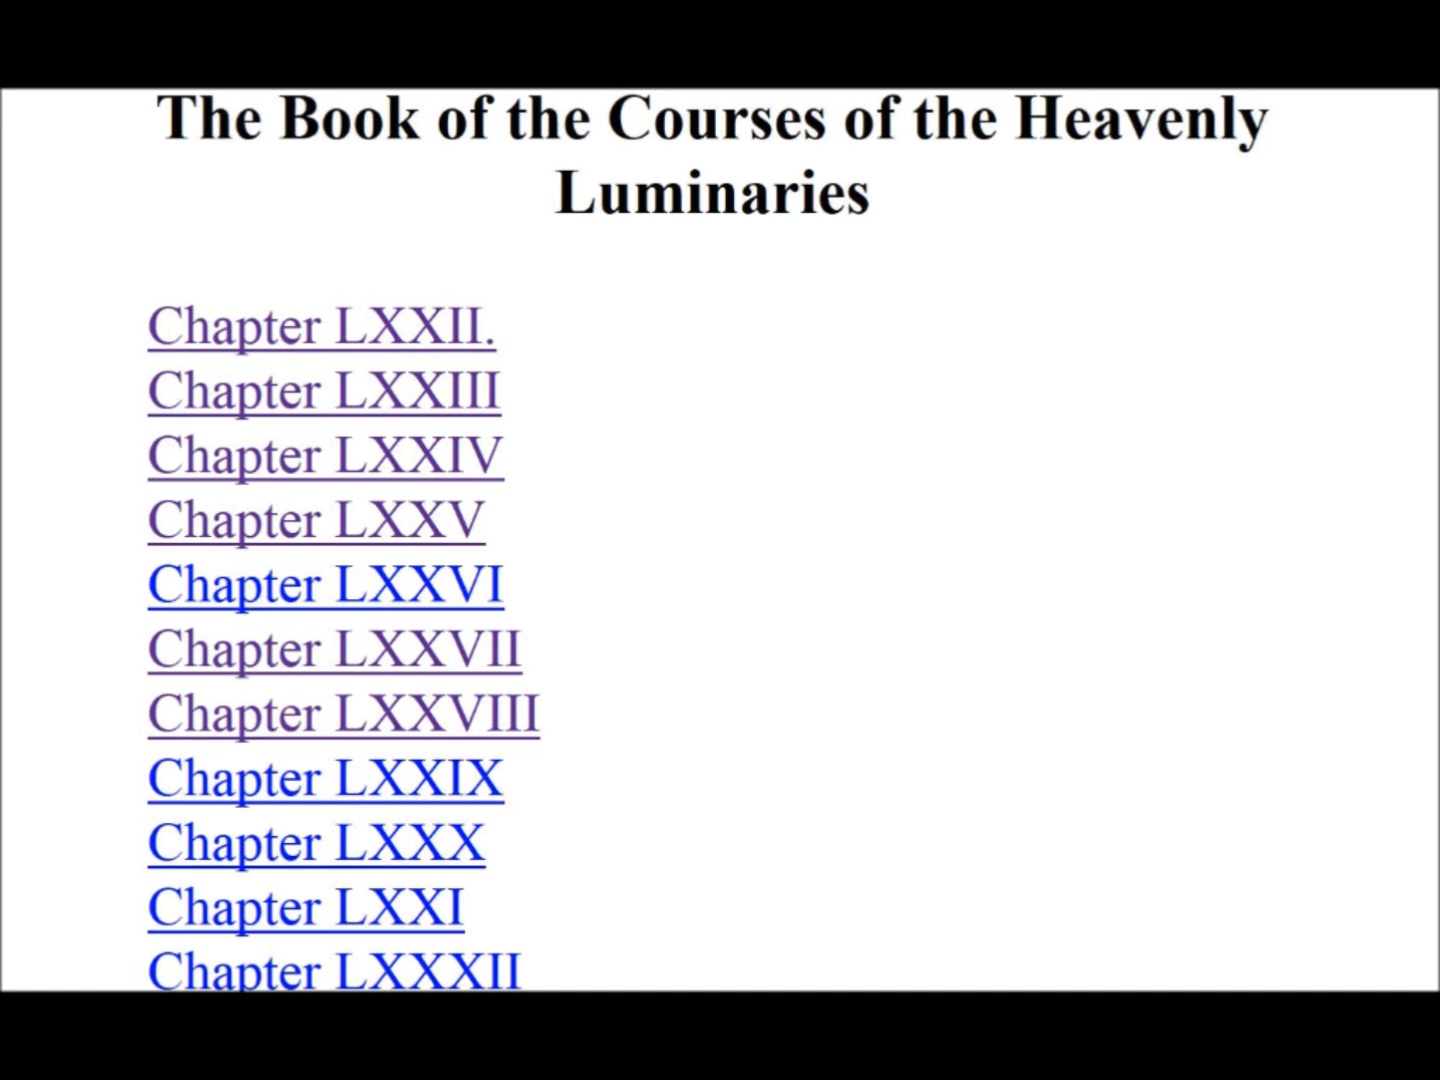 The Book of the Courses of the Heavenly
Luminaries
Chapter LXXII.
Chapter LXXIII
Chapter LXXIV
Chapter LXXV
Chapter LXXVI
Chapter LXXVII
Chapter LXXVIII
Chapter LXXIX
Chapter LXXX
Chapter LXXI
Chapter LXXXII